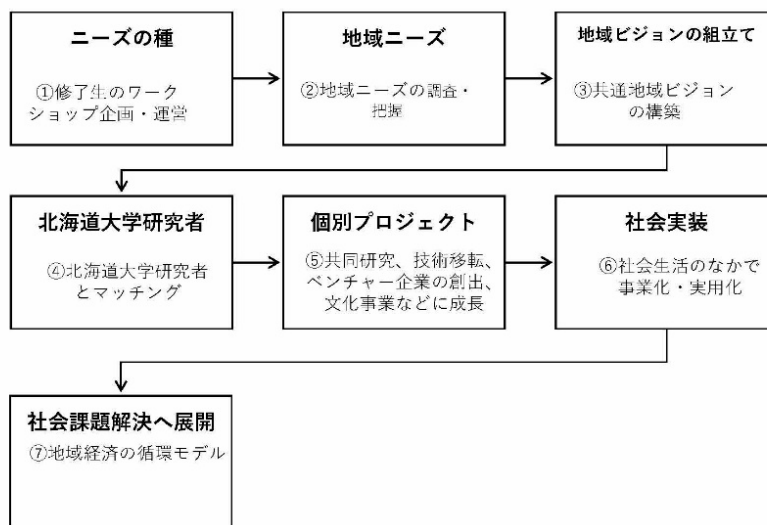 ニーズの種
①修了生のワーク
ショップ企画・運営
地域ニーズ
②地域ニーズの調査・
把握
地域ビジョンの組立て
③共通地域ビジョン
の構築
北海道大学研究者
④北海道大学研究者
とマッチング
個別プロジェクト
⑤共同研究、技術移転、
ベンチャー企業の創出、
文化事業などに成長
社会実装
⑥社会生活のなかで
事業化・実用化
社会課題解決へ展開
⑦地域経済の循環モデル